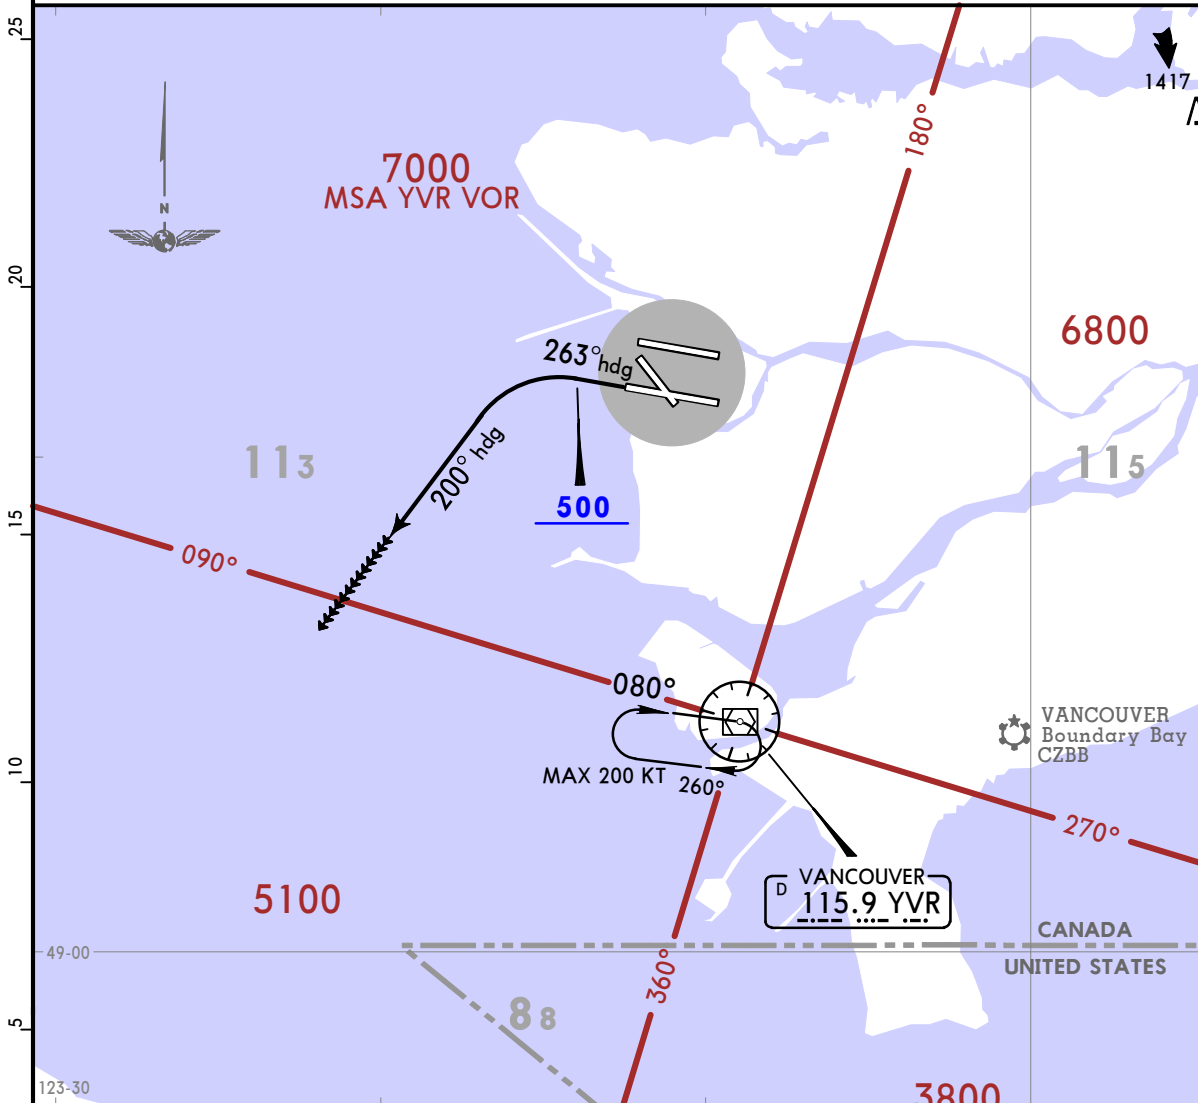 25
180°
1417
7000
MSA YVR VOR
N
20
6800
263° hdg
113
200° hdg
115
500
15
090°
080°
VANCOUVER
Boundary Bay
CZBB
10
MAX 200 KT
260°
270°
5100
VANCOUVER
D 115.9 YVR
CANADA
49-00
UNITED STATES
360°
88
5
123-30
3800